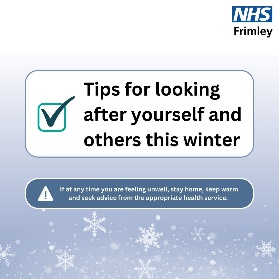 NHS
Frimley
Tips for looking
after yourself and
others this winter
If at any time you are feeling unwell, stay home, keep warm
and seek advice from the appropriate health service.